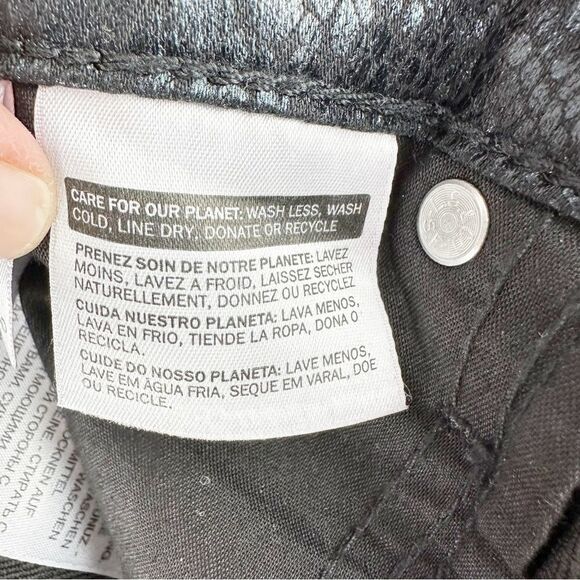 CARE FOR OUR PLANET: WASH LESS, WASH
COLD, LINE DRY, DONATE OR RECYCLE
PRENEZ SOIN DE NOTRE PLANETE: LAVEZ
MOINS, LAVEZ A FROID, LAISSEZ SECHER
NATURELLEMENT, DONNEZ OU RECYCLEZ
CUIDA NUESTRO PLANETA: LAVA MENOS,
LAVA EN FRIO, TIENDE LA ROPA, DONA O
RECICLA.
CUIDE DO NOSSO PLANETA: LAVE MENOS,
LAVE EM ÁGUA FRIA, SEQUE EM VARAL, DOE
OU RECICLE.
WASCHEN
MITTEL
TROCKNEN